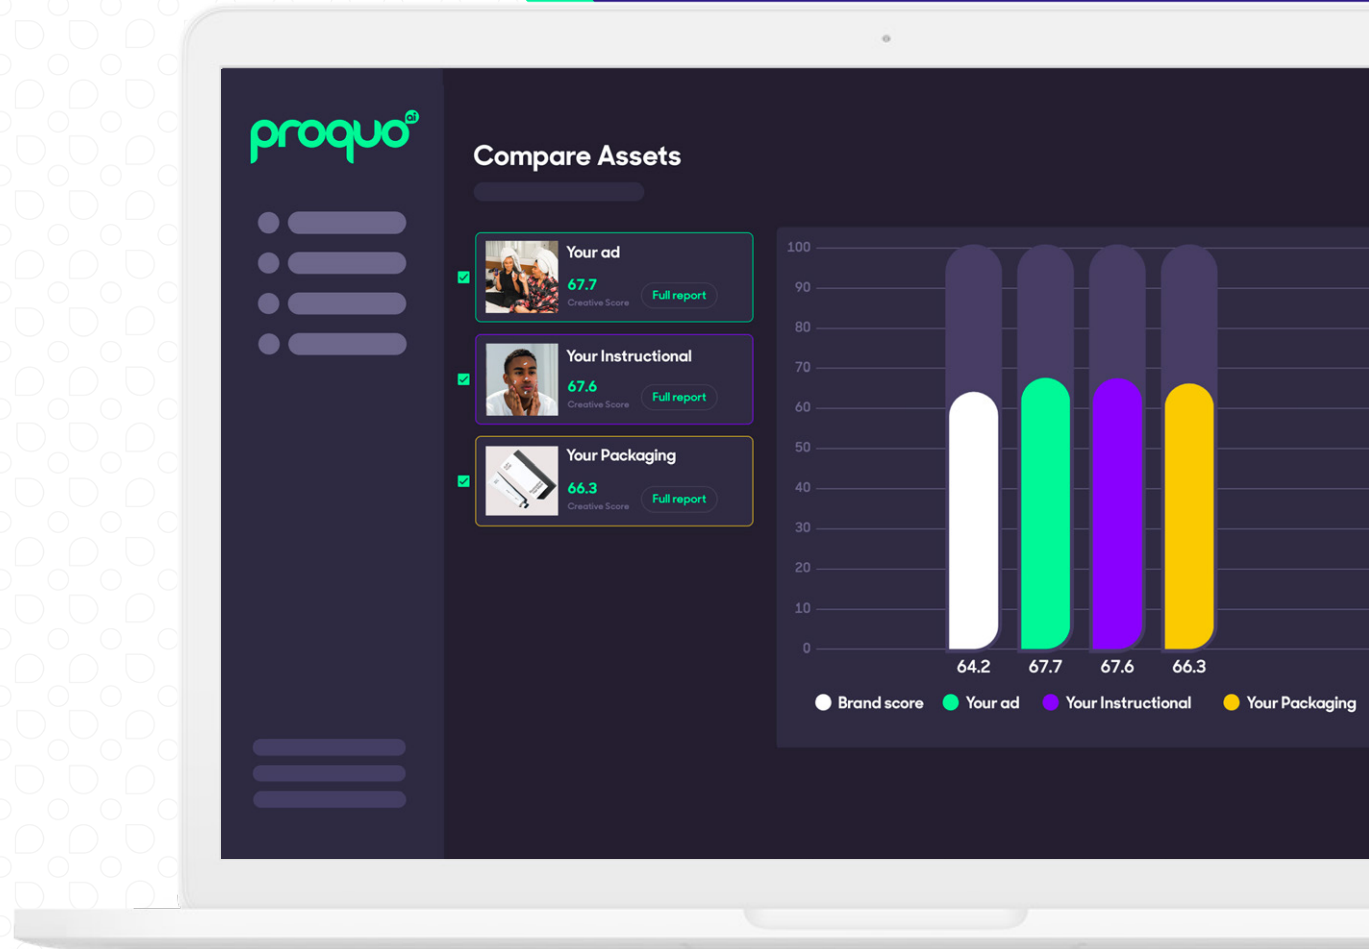 proquo ai
Compare Assets
Your ad
67.7
Creative Score
Full report
Your Instructional
67.6
Creative Score
Full report
Your Packaging
66.3
Creative Score
Full report
100
90
80
70
60
50
40
30
20
10
0
64.2 67.7 67.6 66.3
Brand score Your ad Your Instructional Your Packaging